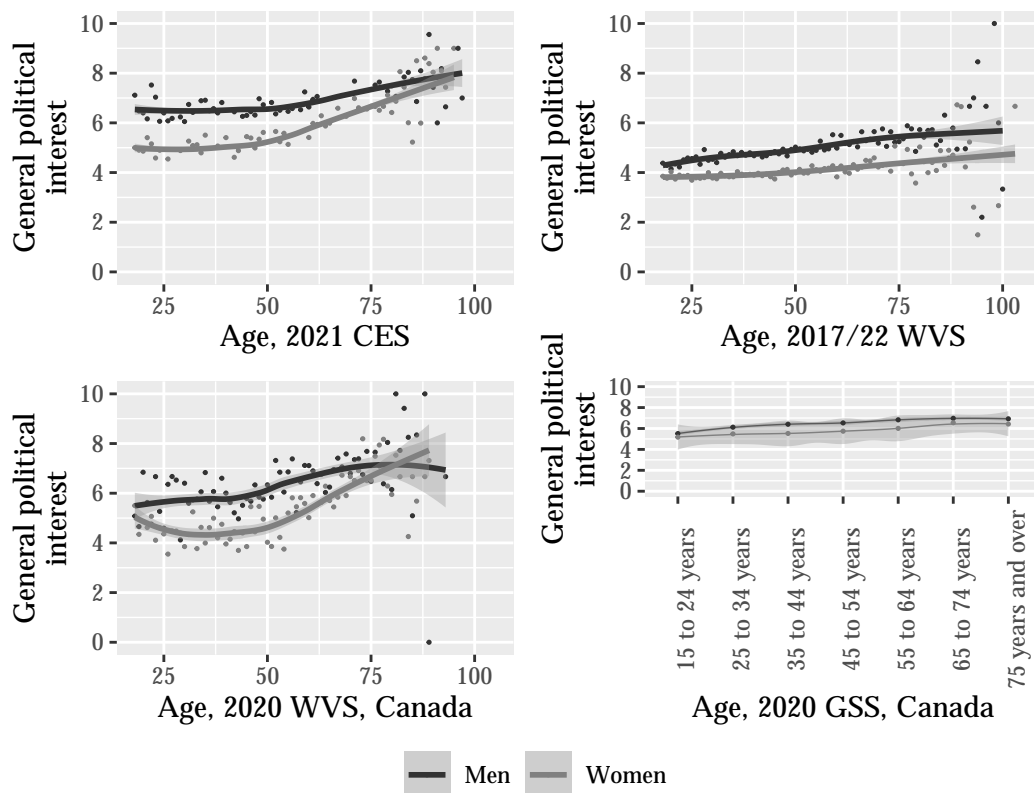 General political
interest
10
8
6
4
2
0
25
50
75
100
Age, 2021 CES
General political
interest
10
8
6
4
2
0
25
50
75
100
Age, 2017/22 WVS
General political
interest
10
8
6
4
2
0
25
50
75
100
Age, 2020 WVS, Canada
General political
interest
10
8
6
4
2
0
15 to 24 years
25 to 34 years
35 to 44 years
45 to 54 years
55 to 64 years
65 to 74 years
75 years and over
Age, 2020 GSS, Canada
Men
Women